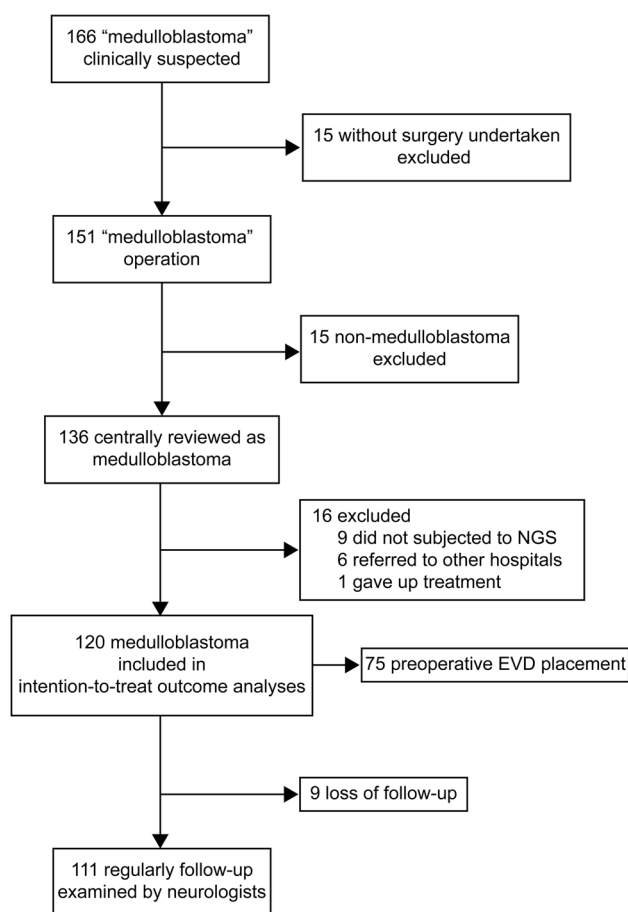 166 “medulloblastoma”
clinically suspected
15 without surgery undertaken
excluded
151 “medulloblastoma”
operation
15 non-medulloblastoma
excluded
136 centrally reviewed as
medulloblastoma
16 excluded
9 did not subjected to NGS
6 referred to other hospitals
1 gave up treatment
120 medulloblastoma
included in
intention-to-treat outcome analyses
75 preoperative EVD placement
9 loss of follow-up
111 regularly follow-up
examined by neurologists